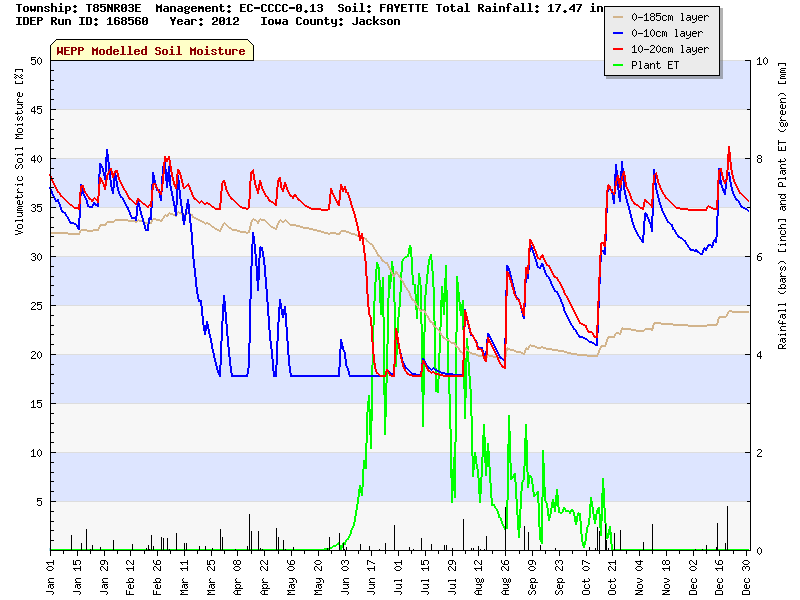 Township: T85NR03E  Management: EC-CCCC-0.13  Soil: FAYETTE Total Rainfall: 17.47 in
IDEP Run ID: 168560   Year: 2012   Iowa County: Jackson
0-185cm layer
0-10cm layer
10-20cm layer
Plant ET
WEPP Modelled Soil Moisture
Volumetric Soil Moisture [%]
50
45
40
35
30
25
20
15
10
5
10
8
6
4
2
0
Rainfall (bars) [inch] and Plant ET (green) [mm]
Jan 01
Jan 15
Jan 29
Feb 12
Feb 26
Mar 11
Mar 25
Apr 08
Apr 22
May 06
May 20
Jun 03
Jun 17
Jul 01
Jul 15
Jul 29
Aug 12
Aug 26
Sep 09
Sep 23
Oct 07
Oct 21
Nov 04
Nov 18
Dec 02
Dec 16
Dec 30